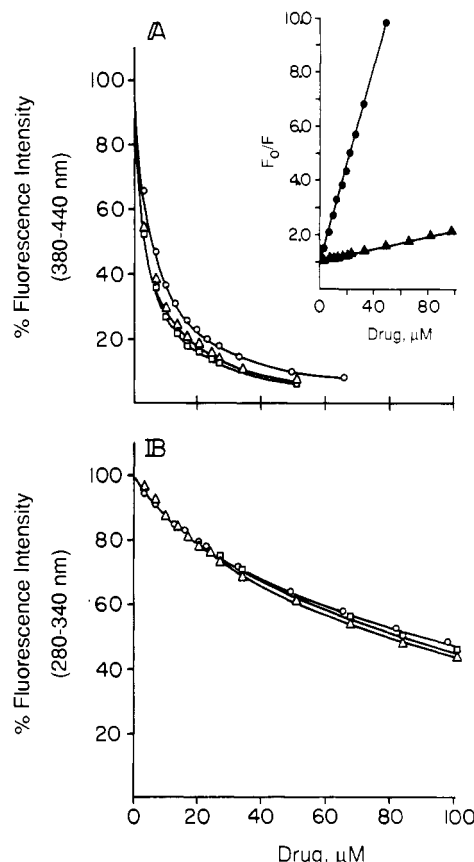 A
% Fluorescence Intensity
(380-440 nm)
100
80
60
40
20
F₀/F
10.0
8.0
6.0
4.0
2.0
0
40
80
Drug, μM
B
% Fluorescence Intensity
(280-340 nm)
100
80
60
40
20
0 20 40 60 80 100
Drug, μM